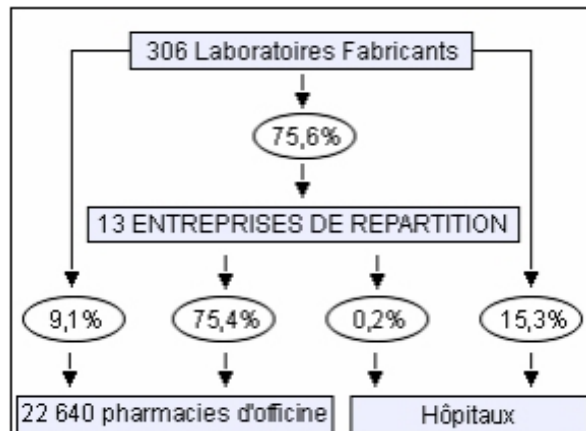 306 Laboratoires Fabricants
75,6%
13 ENTREPRISES DE REPARTITION
9,1%
75,4%
0,2%
15,3%
22 640 pharmacies d'officine
Hôpitaux